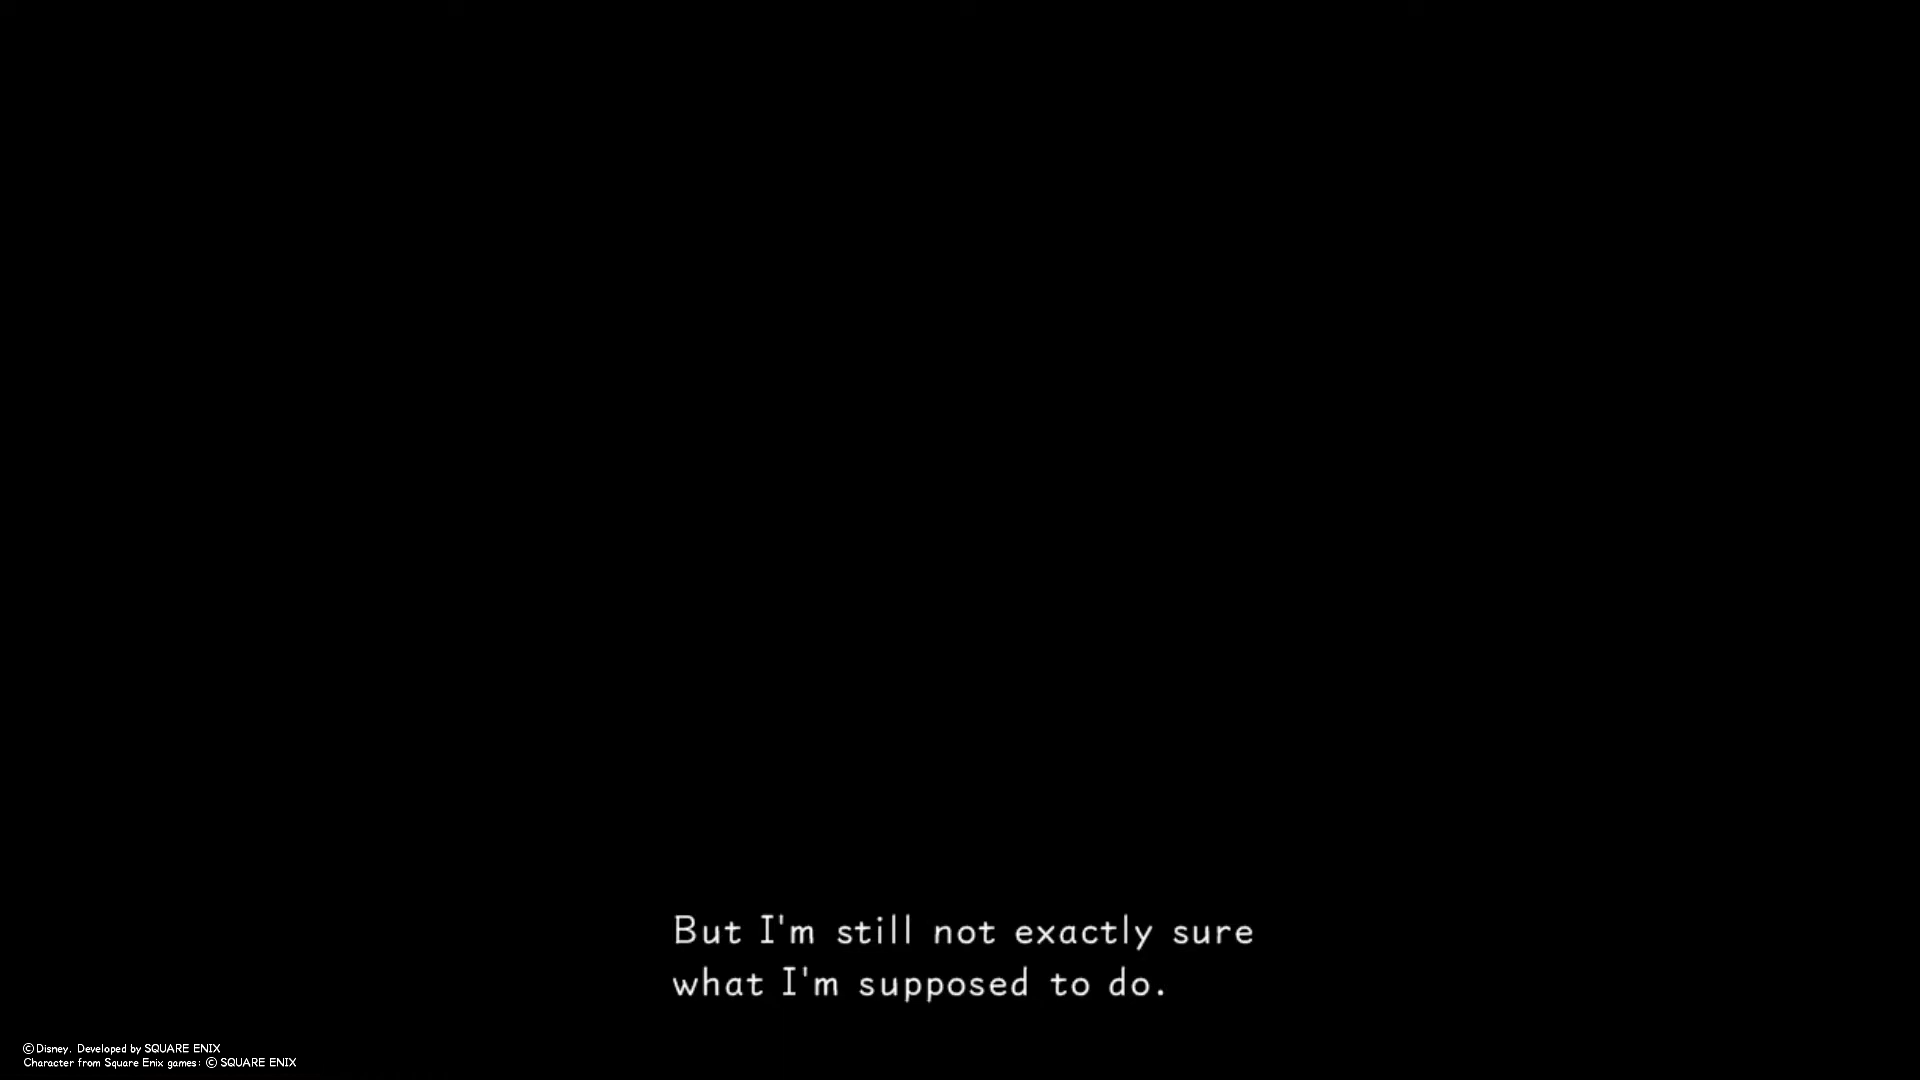 But I'm still not exactly sure
what I'm supposed to do.
©Disney. Developed by SQUARE ENIX
Character from Square Enix games: © SQUARE ENIX